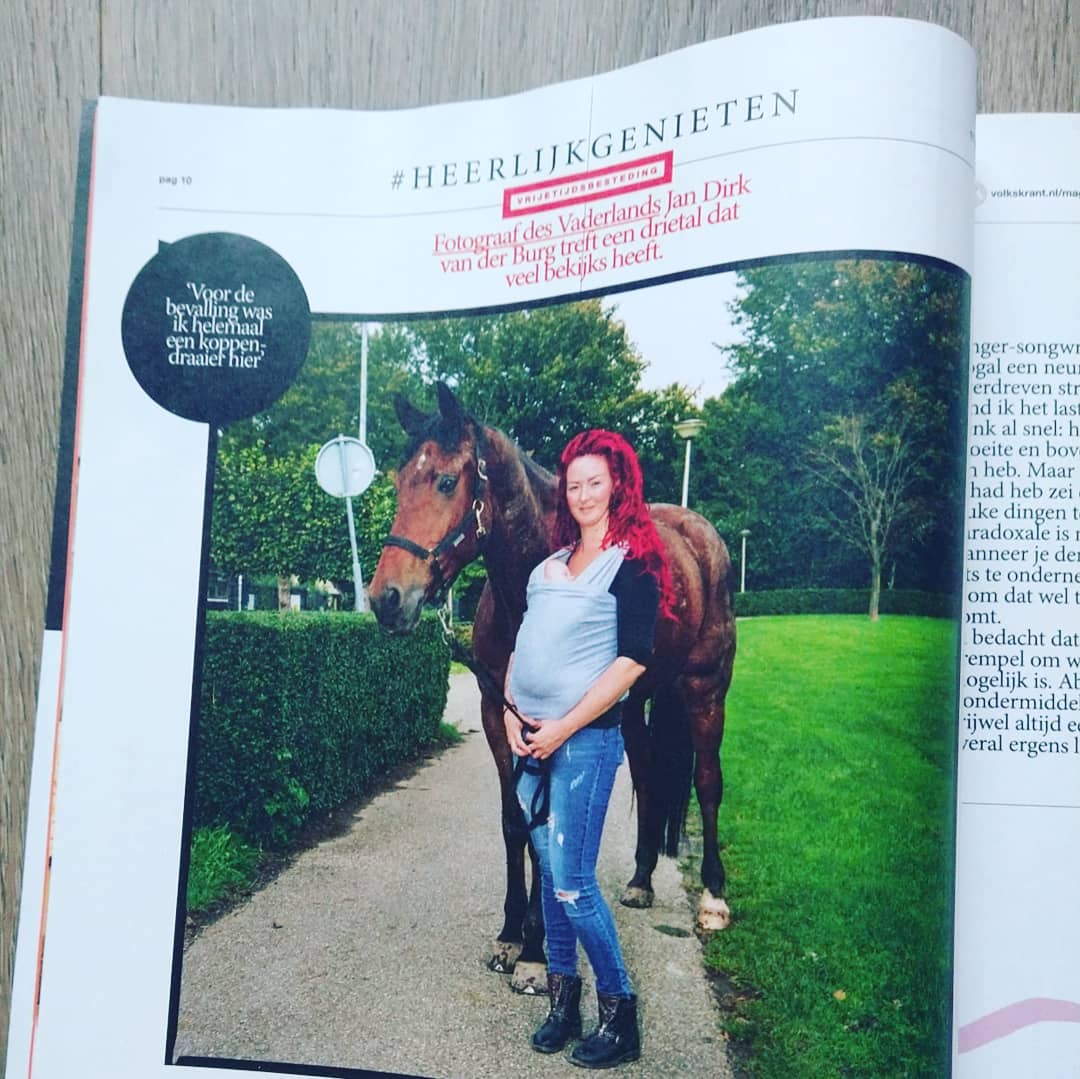 pag 10
#HEERLIJKGENIETEN
VRIJETIJDSBESTEDING
Fotograaf des Vaderlands Jan Dirk
van der Burg treft een drietal dat
veel bekijks heeft.
‘Voor de
bevalling was
ik helemaal
een koppen-
draaier hier’
volkskrant.nl/mag
nger-songwr
ogal een neur
erdreven str
nd ik het last
nk al snel: h
oeite en bov
n heb. Maar
had heb zei
uke dingen t
aradoxale is
anneer je der
ts te onderne
om dat wel t
omt.
bedacht dat
rempel om w
ogelijk is. Ab
ondermiddel
rijwel altijd e
veral ergens l